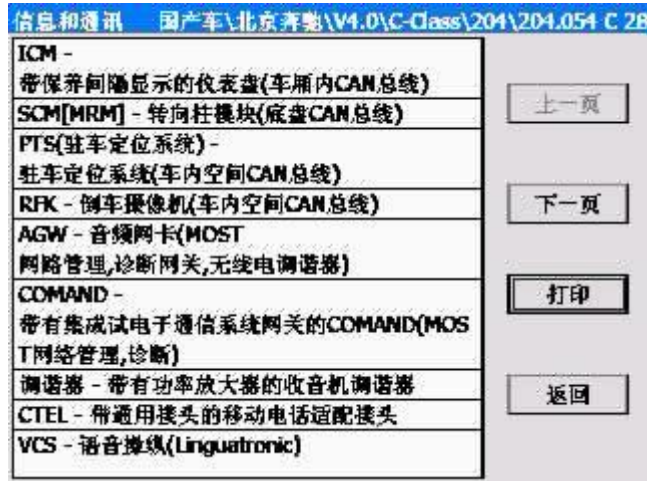 信息和通讯 国产车\北京奔驰\V4.0\C-Class\204\204.054 C 28
ICM -
带保养间隔显示的仪表盘(车厢内CAN总线)
SCM[MRM] - 转向柱模块(底盘CAN总线)
PTS(驻车定位系统) -
驻车定位系统(车内空间CAN总线)
RFK - 倒车摄像机(车内空间CAN总线)
AGW - 音频网卡(MOST
网路管理,诊断网关,无线电调谐器)
COMAND -
带有集成试电子通信系统网关的COMAND(MOS
T网络管理,诊断)
调谐器 - 带有功率放大器的收音机调谐器
CTEL - 带通用接头的移动电话适配接头
VCS - 语音操纵(Linguatronic)
上一页
下一页
打印
返回